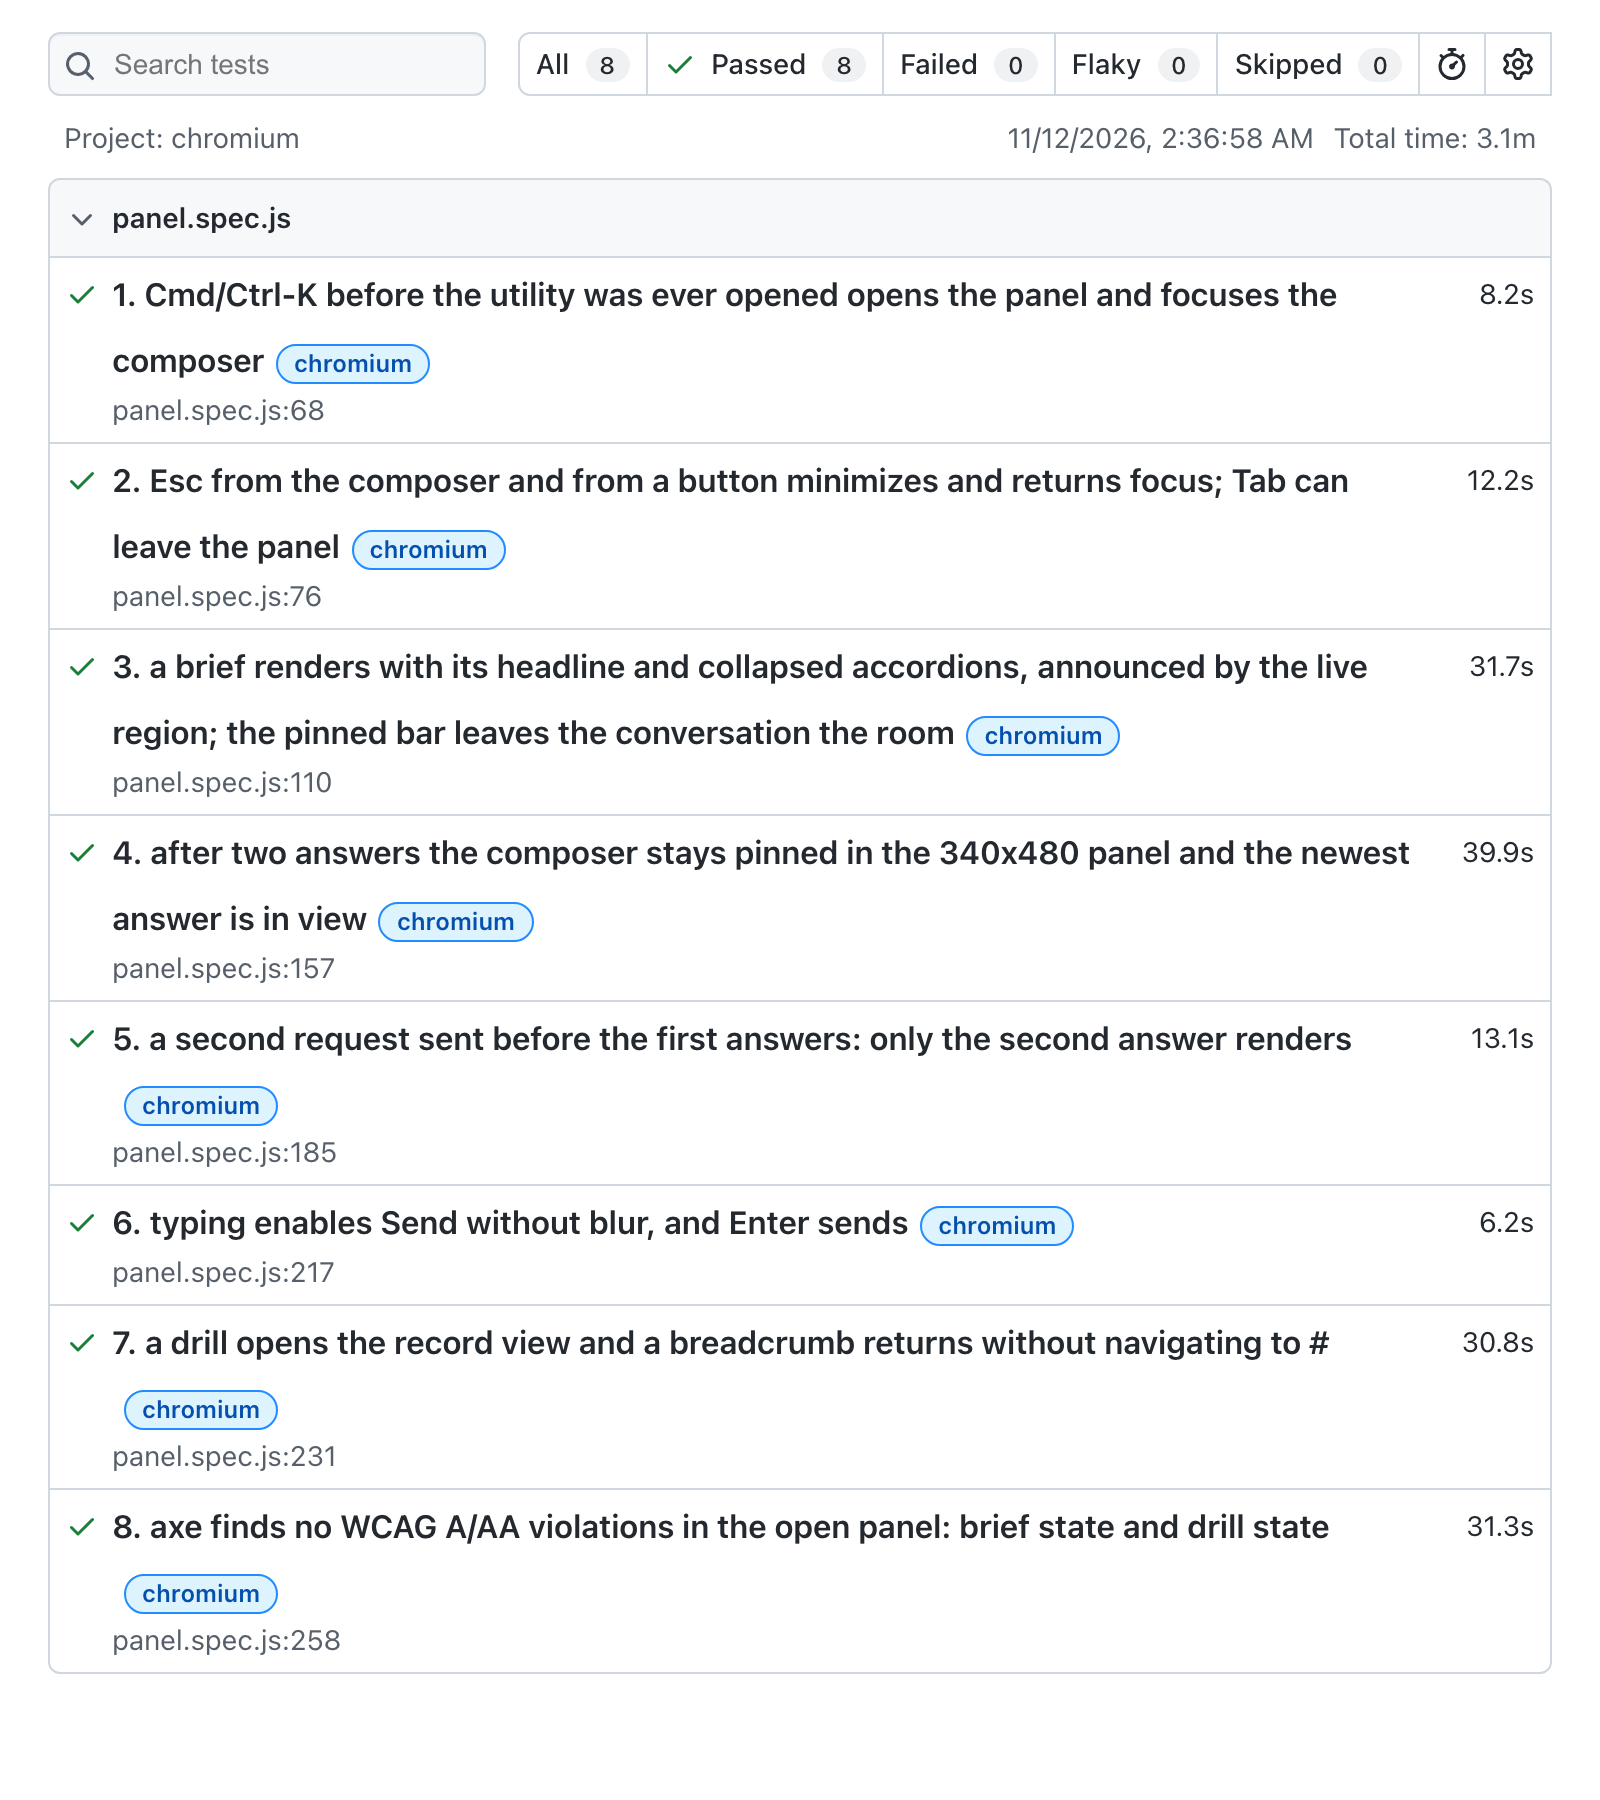 Search tests
All 8 Passed 8 Failed 0 Flaky 0 Skipped 0
Project: chromium 11/12/2026, 2:36:58 AM Total time: 3.1m
panel.spec.js
1. Cmd/Ctrl-K before the utility was ever opened opens the panel and focuses the 8.2s
composer chromium
panel.spec.js:68
2. Esc from the composer and from a button minimizes and returns focus; Tab can 12.2s
leave the panel chromium
panel.spec.js:76
3. a brief renders with its headline and collapsed accordions, announced by the live 31.7s
region; the pinned bar leaves the conversation the room chromium
panel.spec.js:110
4. after two answers the composer stays pinned in the 340x480 panel and the newest 39.9s
answer is in view chromium
panel.spec.js:157
5. a second request sent before the first answers: only the second answer renders 13.1s
chromium
panel.spec.js:185
6. typing enables Send without blur, and Enter sends chromium 6.2s
panel.spec.js:217
7. a drill opens the record view and a breadcrumb returns without navigating to # 30.8s
chromium
panel.spec.js:231
8. axe finds no WCAG A/AA violations in the open panel: brief state and drill state 31.3s
chromium
panel.spec.js:258